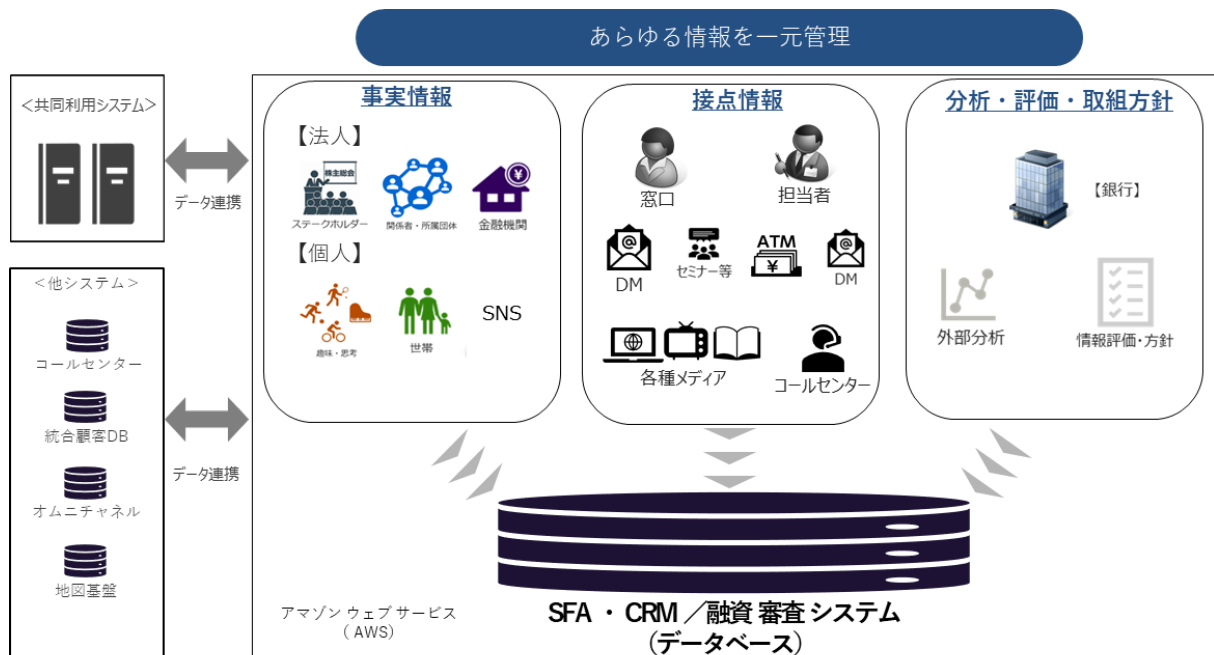 あらゆる情報を一元管理
＜共同利用システム＞
データ連携
＜他システム＞
コールセンター
統合顧客DB
オムニチャネル
地図基盤
データ連携
事実情報
【法人】
株主総会
ステークホルダー
関係者・所属団体
¥
金融機関
【個人】
趣味・思考
世帯
SNS
接点情報
窓口
担当者
@
DM
セミナー等
ATM
¥
@
DM
各種メディア
コールセンター
分析・評価・取組方針
【銀行】
外部分析
情報評価・方針
アマゾン ウェブ サービス
（ AWS）
SFA ・ CRM ／融資 審査 システム
（データベース）